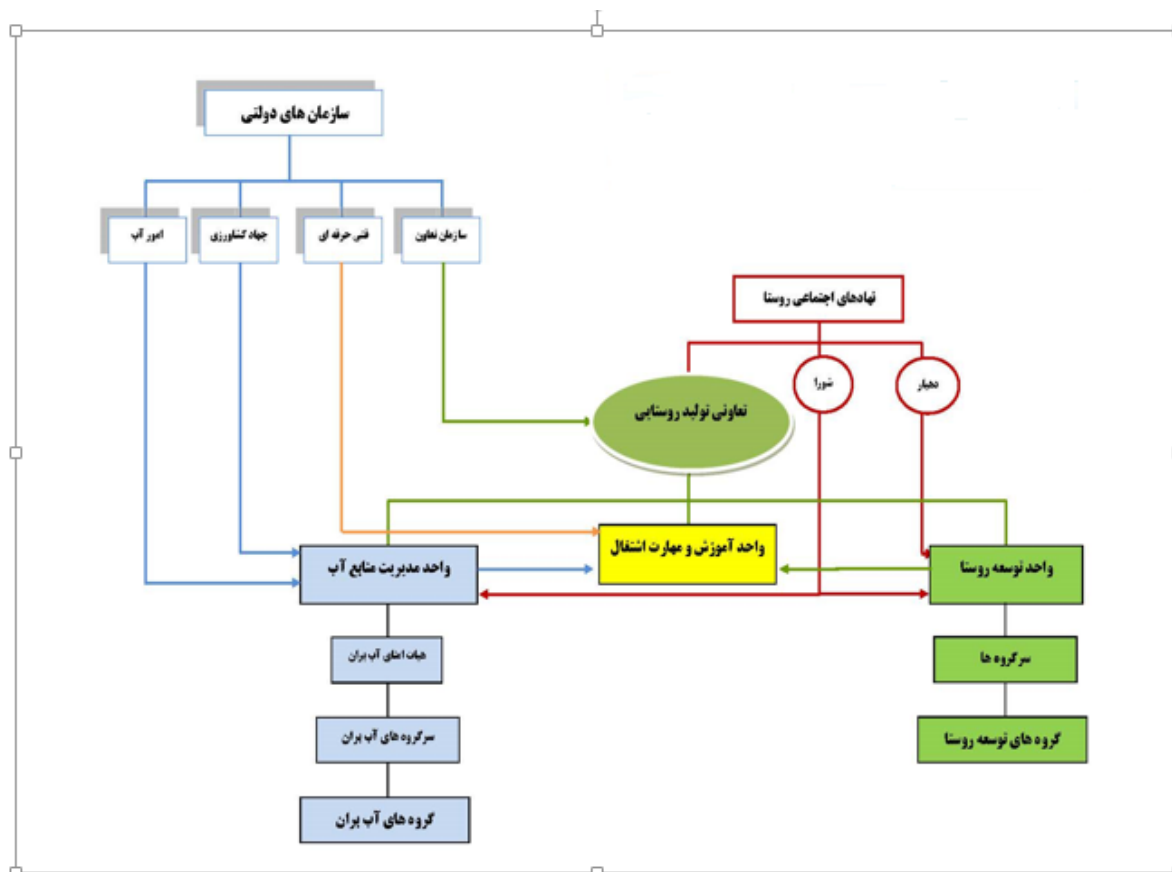 سازمان های دولتی
امور آب
جهاد کشاورزی
فنی حرفه ای
سازمان تعاون
نهادهای اجتماعی روستا
شورا
دهیار
تعاونی تولید روستایی
واحد آموزش و مهارت اشتغال
واحد مدیریت منابع آب
واحد توسعه روستا
هیات امنای آب بران
سرگروه ها
سرگروه های آب بران
گروه های توسعه روستا
گروه های آب بران